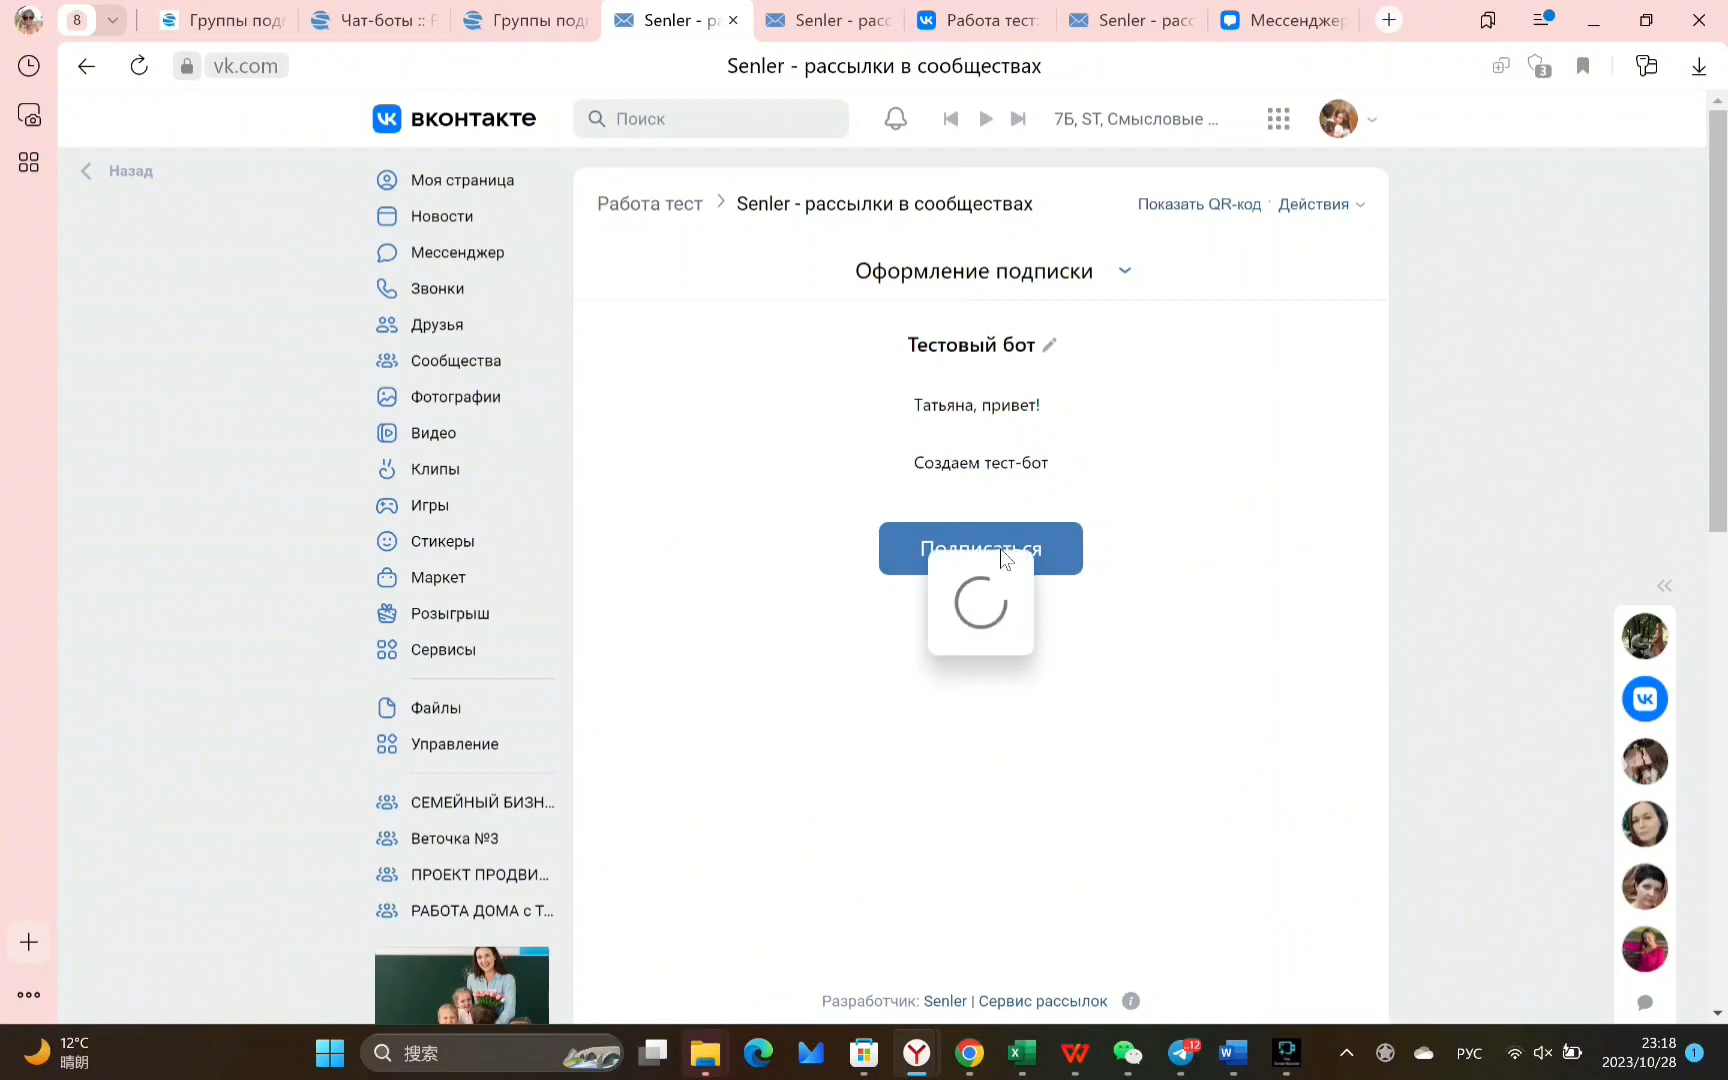 8
Группы под
Чат-боты ::
Группы под
Senler - р
Senler - расс
Работа тест
Senler - расс
Мессенджер
vk.com
Senler - рассылки в сообществах
3
вконтакте
Поиск
7Б, ST, Смысловые ...
Назад
Моя страница
Новости
Мессенджер
Звонки
Друзья
Сообщества
Фотографии
Видео
Клипы
Игры
Стикеры
Маркет
Розыгрыш
Сервисы
Файлы
Управление
СЕМЕЙНЫЙ БИЗН...
Веточка №3
ПРОЕКТ ПРОДВИ...
РАБОТА ДОМА с Т...
Работа тест
Senler - рассылки в сообществах
Показать QR-код
Действия
Оформление подписки
Тестовый бот
Татьяна, привет!
Создаем тест-бот
Подписаться
Разработчик: Senler | Сервис рассылок
12°C
晴朗
搜索
12
РУС
23:18
2023/10/28
1